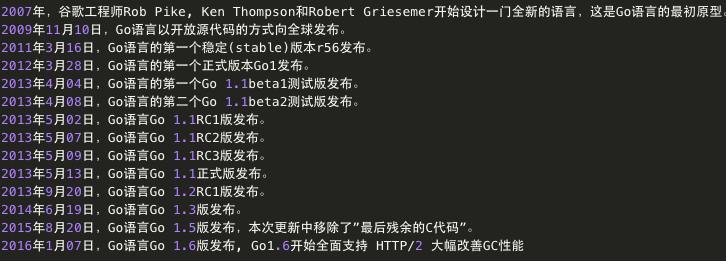 2007年，谷歌工程师Rob Pike, Ken Thompson和Robert Griesemer开始设计一门全新的语言，这是Go语言的最初原型。
2009年11月10日，Go语言以开放源代码的方式向全球发布。
2011年3月16日，Go语言的第一个稳定(stable)版本r56发布。
2012年3月28日，Go语言的第一个正式版本Go1发布。
2013年4月04日，Go语言的第一个Go 1.1beta1测试版发布。
2013年4月08日，Go语言的第二个Go 1.1beta2测试版发布。
2013年5月02日，Go语言Go 1.1RC1版发布。
2013年5月07日，Go语言Go 1.1RC2版发布。
2013年5月09日，Go语言Go 1.1RC3版发布。
2013年5月13日，Go语言Go 1.1正式版发布。
2013年9月20日，Go语言Go 1.2RC1版发布。
2014年6月19日，Go语言Go 1.3版发布。
2015年8月20日，Go语言Go 1.5版发布，本次更新中移除了”最后残余的C代码”。
2016年1月07日，Go语言Go 1.6版发布, Go1.6开始全面支持 HTTP/2 大幅改善GC性能